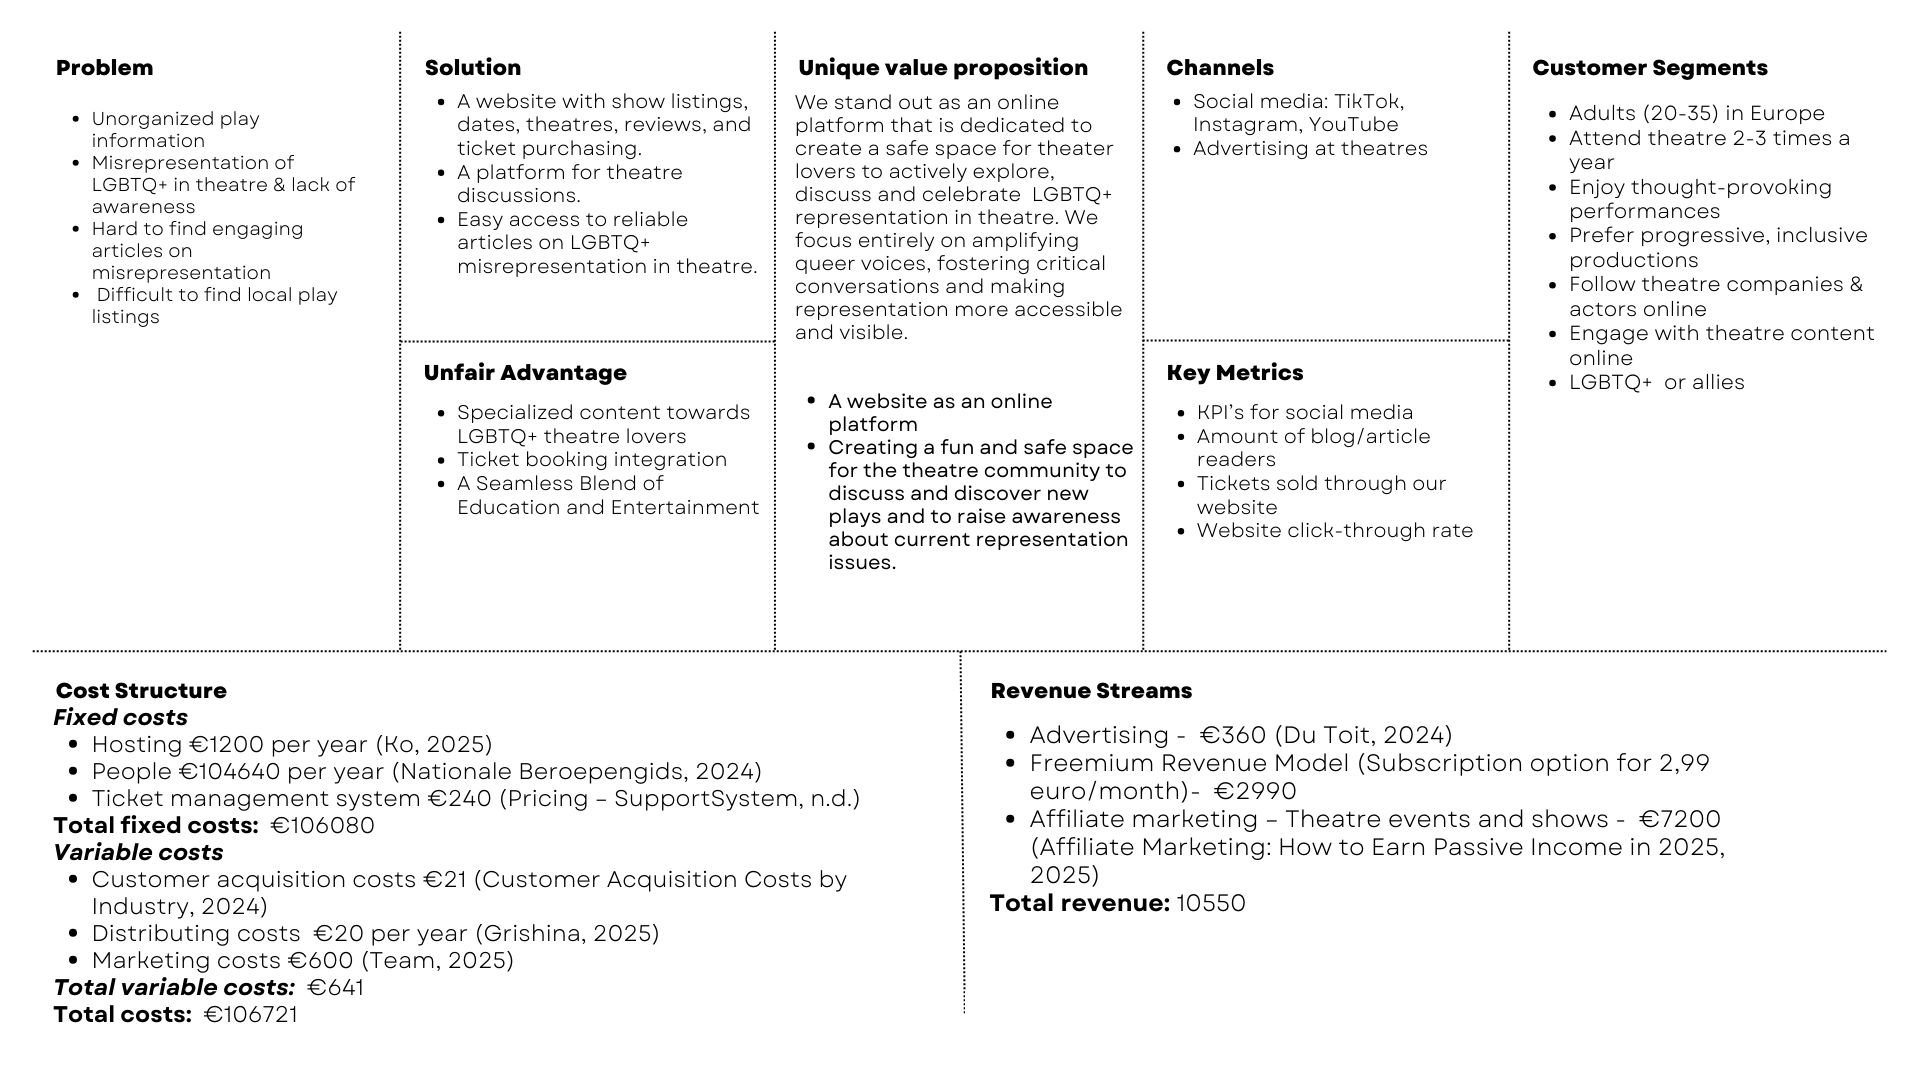 Problem
Unorganized play
information
Misrepresentation of
LGBTQ+ in theatre & lack of
awareness
Hard to find engaging
articles on
misrepresentation
Difficult to find local play
listings
Solution
A website with show listings,
dates, theatres, reviews, and
ticket purchasing.
A platform for theatre
discussions.
Easy access to reliable
articles on LGBTQ+
misrepresentation in theatre.
Unfair Advantage
Specialized content towards
LGBTQ+ theatre lovers
Ticket booking integration
A Seamless Blend of
Education and Entertainment
Unique value proposition
We stand out as an online
platform that is dedicated to
create a safe space for theater
lovers to actively explore,
discuss and celebrate LGBTQ+
representation in theatre. We
focus entirely on amplifying
queer voices, fostering critical
conversations and making
representation more accessible
and visible.
A website as an online
platform
Creating a fun and safe space
for the theatre community to
discuss and discover new
plays and to raise awareness
about current representation
issues.
Channels
Social media: TikTok,
Instagram, YouTube
Advertising at theatres
Key Metrics
KPI's for social media
Amount of blog/article
readers
Tickets sold through our
website
Website click-through rate
Customer Segments
Adults (20-35) in Europe
Attend theatre 2-3 times a
year
Enjoy thought-provoking
performances
Prefer progressive, inclusive
productions
Follow theatre companies &
actors online
Engage with theatre content
online
LGBTQ+ or allies
Cost Structure
Fixed costs
Hosting €1200 per year (Ko, 2025)
People €104640 per year (Nationale Beroepengids, 2024)
Ticket management system €240 (Pricing – SupportSystem, n.d.)
Total fixed costs: €106080
Variable costs
Customer acquisition costs €21 (Customer Acquisition Costs by
Industry, 2024)
Distributing costs €20 per year (Grishina, 2025)
Marketing costs €600 (Team, 2025)
Total variable costs: €641
Total costs: €106721
Revenue Streams
Advertising - €360 (Du Toit, 2024)
Freemium Revenue Model (Subscription option for 2,99
euro/month)- €2990
Affiliate marketing – Theatre events and shows - €7200
(Affiliate Marketing: How to Earn Passive Income in 2025,
2025)
Total revenue: 10550